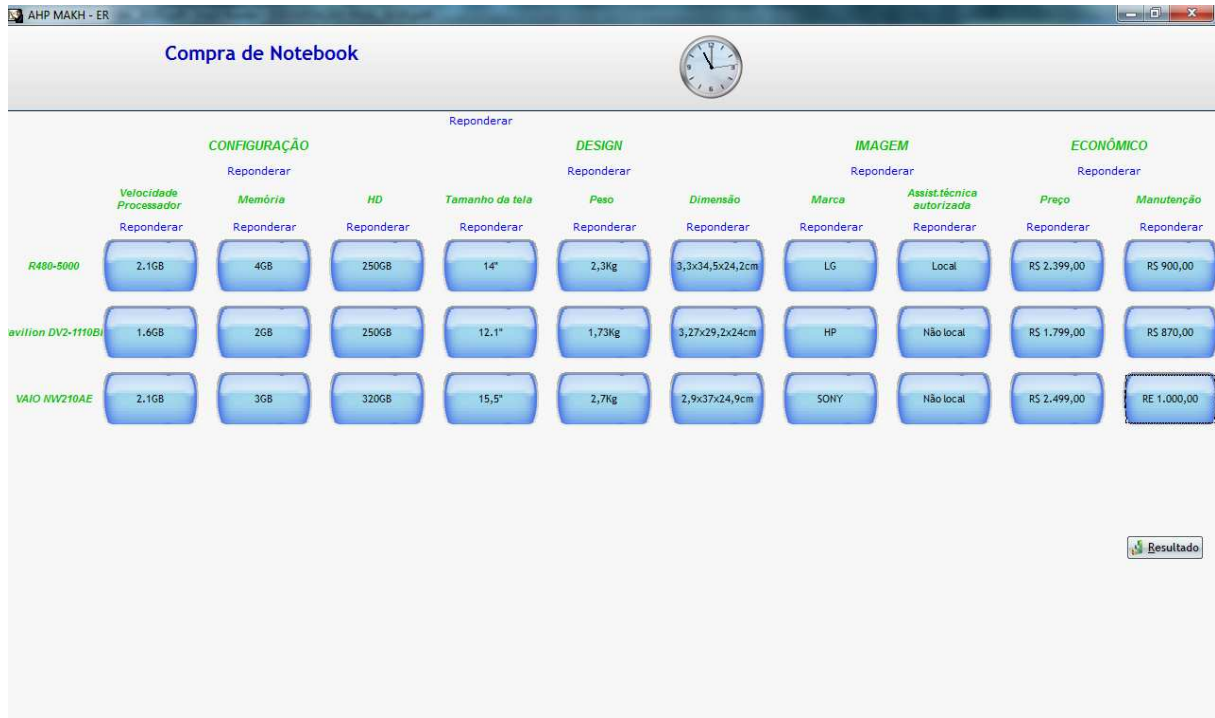 AHP MAKH - ER
Compra de Notebook
Reponderar
CONFIGURAÇÃO DESIGN IMAGEM ECONÔMICO
Reponderar Reponderar Reponderar Reponderar
Velocidade Processador Memória HD Tamanho da tela Peso Dimensão Marca Assist.técnica autorizada Preço Manutenção
Reponderar Reponderar Reponderar Reponderar Reponderar Reponderar Reponderar Reponderar Reponderar Reponderar
R480-5000 2.1GB 4GB 250GB 14" 2,3Kg 3,3x34,5x24,2cm LG Local R$ 2.399,00 R$ 900,00
avilion DV2-1110B 1.6GB 2GB 250GB 12.1" 1,73Kg 3,27x29,2x24cm HP Não local R$ 1.799,00 R$ 870,00
VAIO NW210AE 2.1GB 3GB 320GB 15,5" 2,7Kg 2,9x37x24,9cm SONY Não local R$ 2.499,00 RE 1.000,00
Resultado